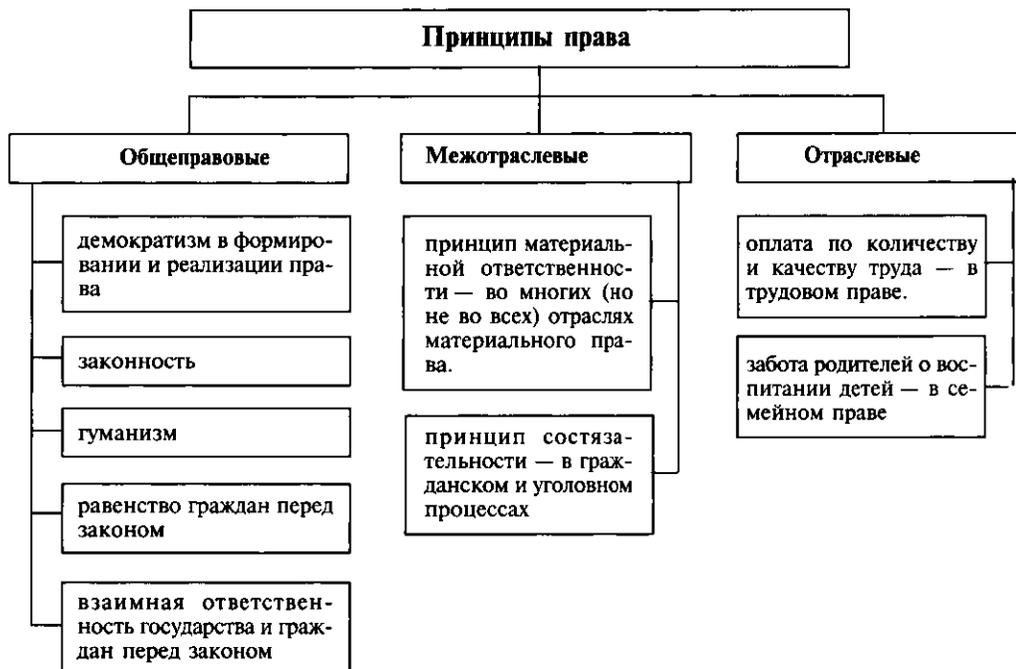 Принципы права
Общеправовые
демократизм в формиро-
вании и реализации пра-
ва
законность
гуманизм
равенство граждан перед
законом
взаимная ответствен-
ность государства и граж-
дан перед законом
Межотраслевые
принцип материаль-
ной ответственнос-
ти — во многих (но
не во всех) отраслях
материального пра-
ва.
принцип состяза-
тельности — в граж-
данском и уголовном
процессах
Отраслевые
оплата по количеству
и качеству труда — в
трудовом праве.
забота родителей о вос-
питании детей — в се-
мейном праве